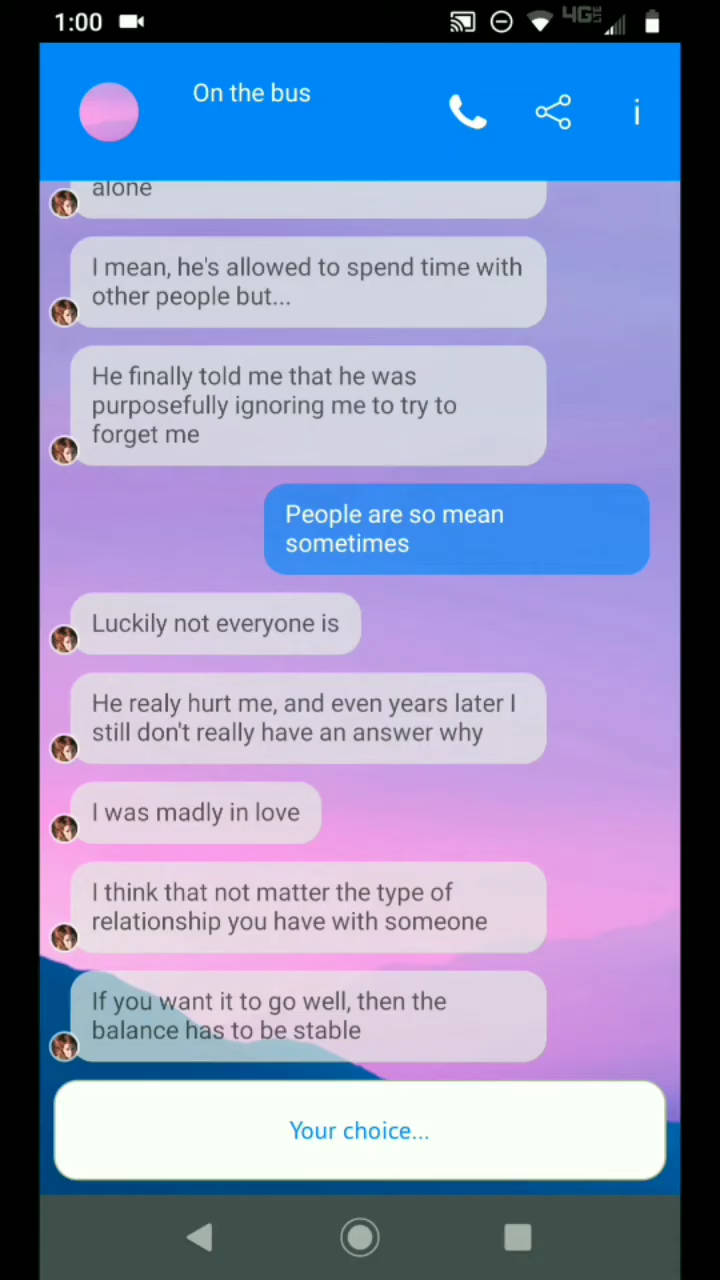 1:00
4G LTE
On the bus
i
alone
I mean, he's allowed to spend time with
other people but...
He finally told me that he was
purposefully ignoring me to try to
forget me
People are so mean
sometimes
Luckily not everyone is
He realy hurt me, and even years later I
still don't really have an answer why
I was madly in love
I think that not matter the type of
relationship you have with someone
If you want it to go well, then the
balance has to be stable
Your choice...